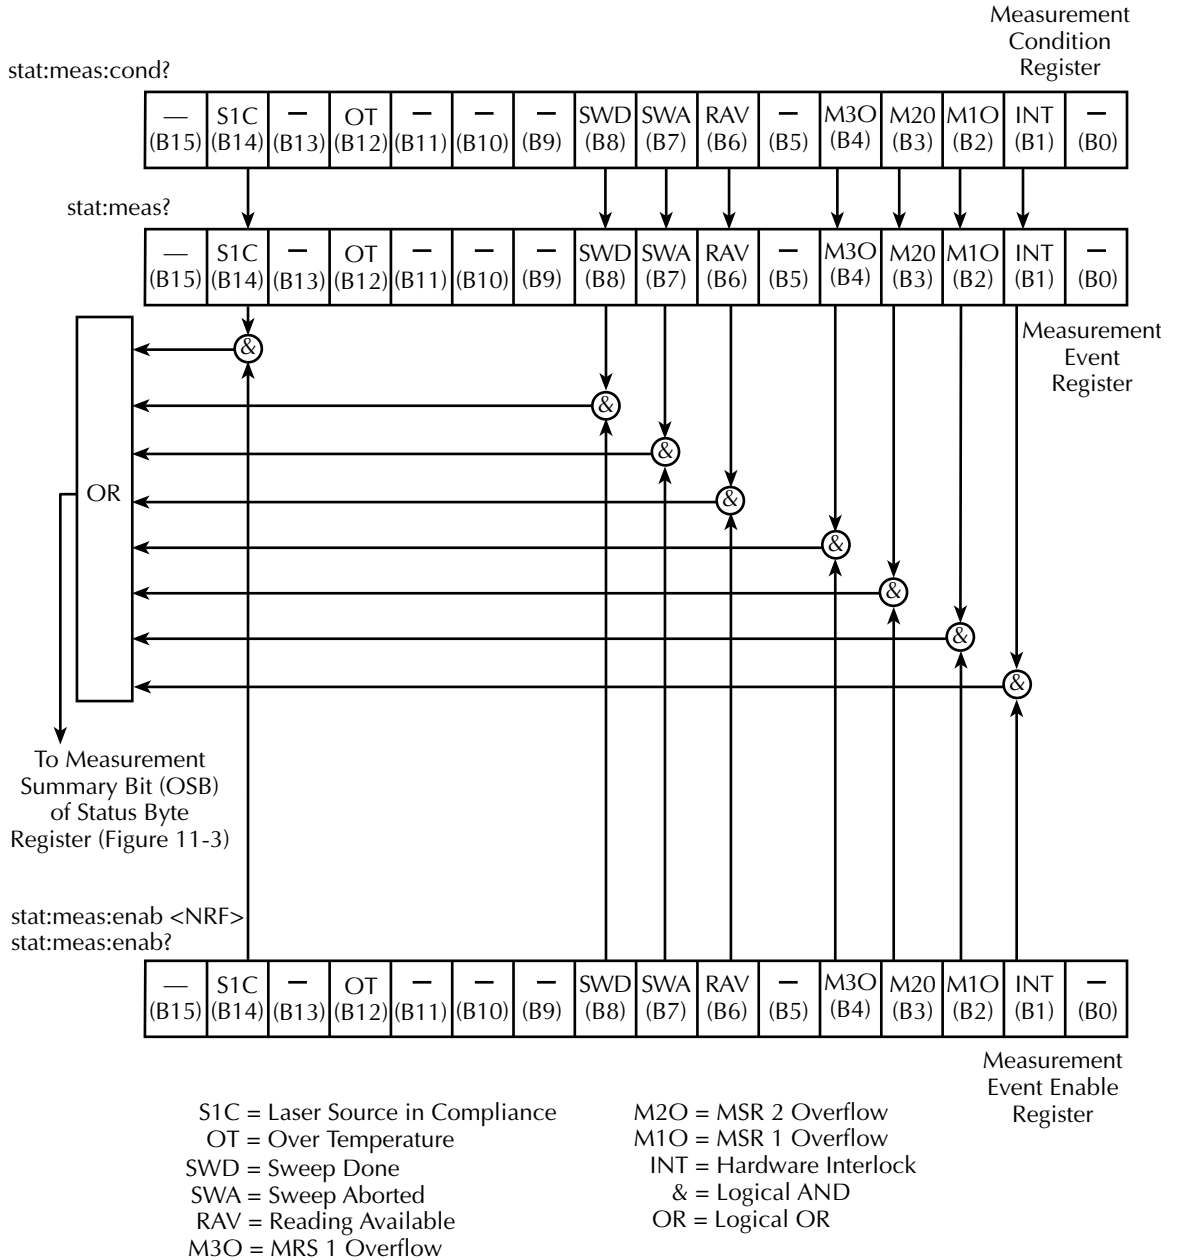 Measurement
Condition
Register
stat:meas:cond?
— S1C – OT – – – SWD SWA RAV – M3O M20 M1O INT –
(B15) (B14) (B13) (B12) (B11) (B10) (B9) (B8) (B7) (B6) (B5) (B4) (B3) (B2) (B1) (B0)
stat:meas?
— S1C – OT – – – SWD SWA RAV – M3O M20 M1O INT –
(B15) (B14) (B13) (B12) (B11) (B10) (B9) (B8) (B7) (B6) (B5) (B4) (B3) (B2) (B1) (B0)
Measurement
Event
Register
&
&
&
&
&
&
&
&
OR
To Measurement
Summary Bit (OSB)
of Status Byte
Register (Figure 11-3)
stat:meas:enab <NRF>
stat:meas:enab?
— S1C – OT – – – SWD SWA RAV – M3O M20 M1O INT –
(B15) (B14) (B13) (B12) (B11) (B10) (B9) (B8) (B7) (B6) (B5) (B4) (B3) (B2) (B1) (B0)
Measurement
Event Enable
Register
S1C = Laser Source in Compliance
OT = Over Temperature
SWD = Sweep Done
SWA = Sweep Aborted
RAV = Reading Available
M3O = MRS 1 Overflow
M2O = MSR 2 Overflow
M1O = MSR 1 Overflow
INT = Hardware Interlock
& = Logical AND
OR = Logical OR